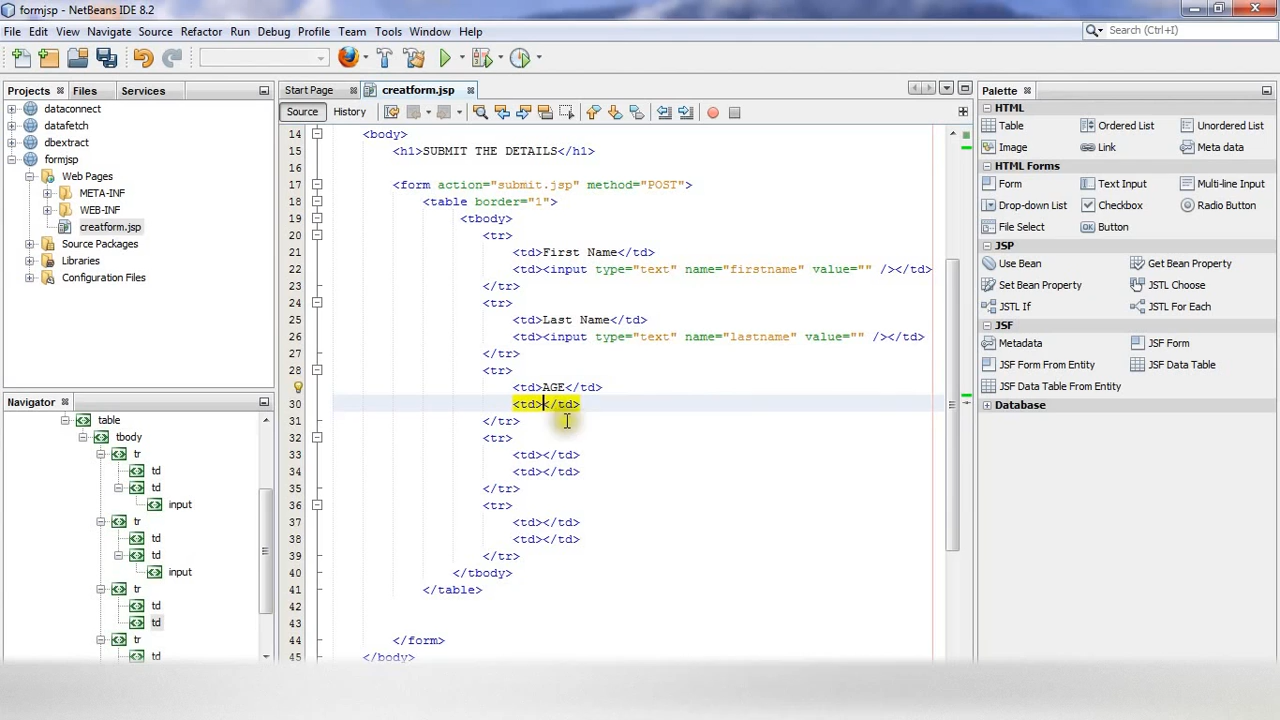 formjsp - NetBeans IDE 8.2
File Edit View Navigate Source Refactor Run Debug Profile Team Tools Window Help
Search (Ctrl+I)
Projects Files Services
dataconnect
datafetch
dbextract
formjsp
Web Pages
META-INF
WEB-INF
creatform.jsp
Source Packages
Libraries
Configuration Files
Navigator
table
tbody
tr
td
td
input
tr
td
td
input
tr
td
td
tr
td
Start Page creatform.jsp
Source History
14 <body>
15 <h1>SUBMIT THE DETAILS</h1>
16
17 <form action="submit.jsp" method="POST">
18 <table border="1">
19 <tbody>
20 <tr>
21 <td>First Name</td>
22 <td><input type="text" name="firstname" value="" /></td>
23 </tr>
24 <tr>
25 <td>Last Name</td>
26 <td><input type="text" name="lastname" value="" /></td>
27 </tr>
28 <tr>
<td>AGE</td>
30 <td></td>
31 </tr>
32 <tr>
33 <td></td>
34 <td></td>
35 </tr>
36 <tr>
37 <td></td>
38 <td></td>
39 </tr>
40 </tbody>
41 </table>
42
43
44 </form>
45 </body>
Palette
HTML
Table Ordered List Unordered List
Image Link Meta data
HTML Forms
Form Text Input Multi-line Input
Drop-down List Checkbox Radio Button
File Select Button
JSP
Use Bean Get Bean Property
Set Bean Property JSTL Choose
JSTL If JSTL For Each
JSF
Metadata JSF Form
JSF Form From Entity JSF Data Table
JSF Data Table From Entity
Database